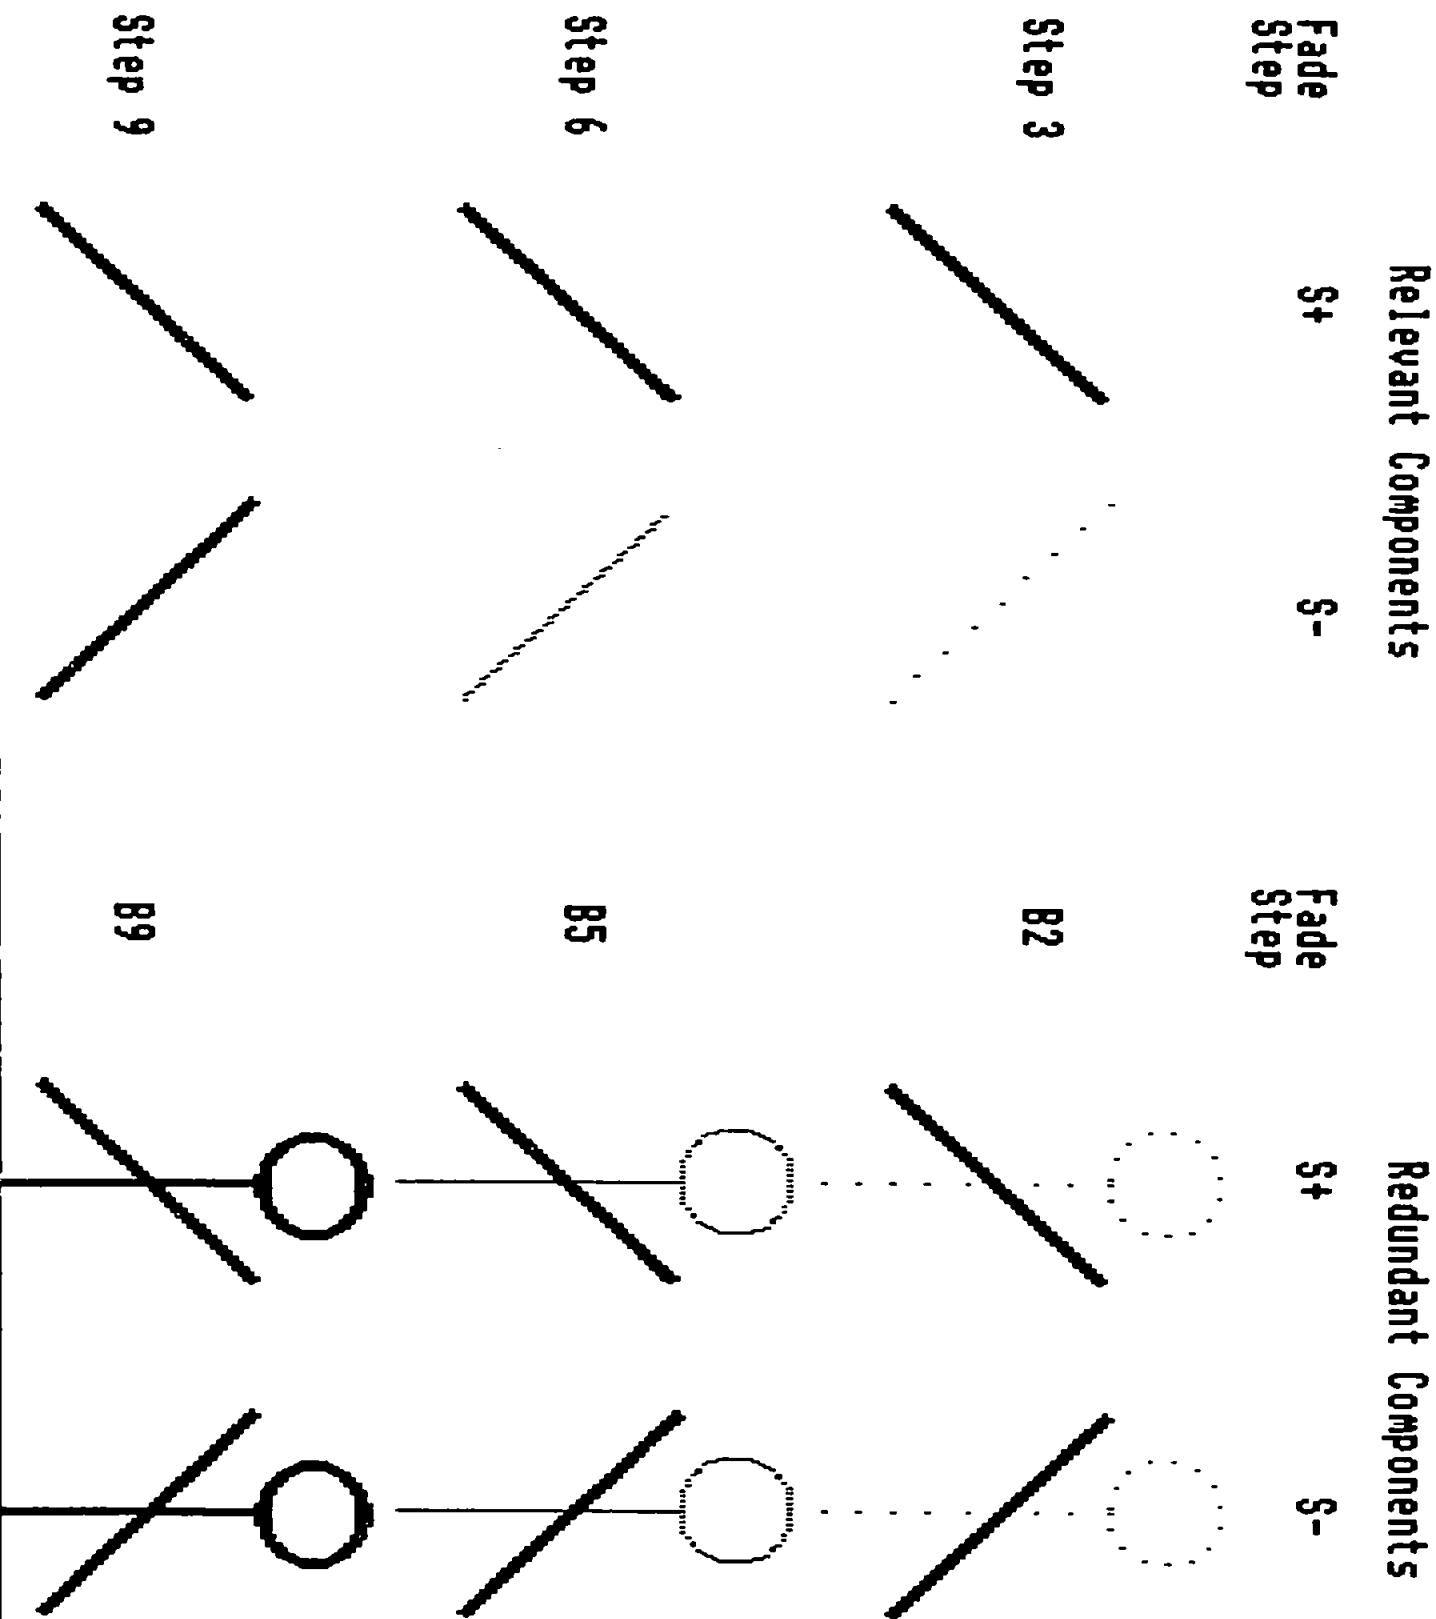 Relevant Components
Fade
Step
S+
S-
Step 3
Step 6
Step 9
Redundant Components
Fade
Step
S+
S-
B2
B5
B9